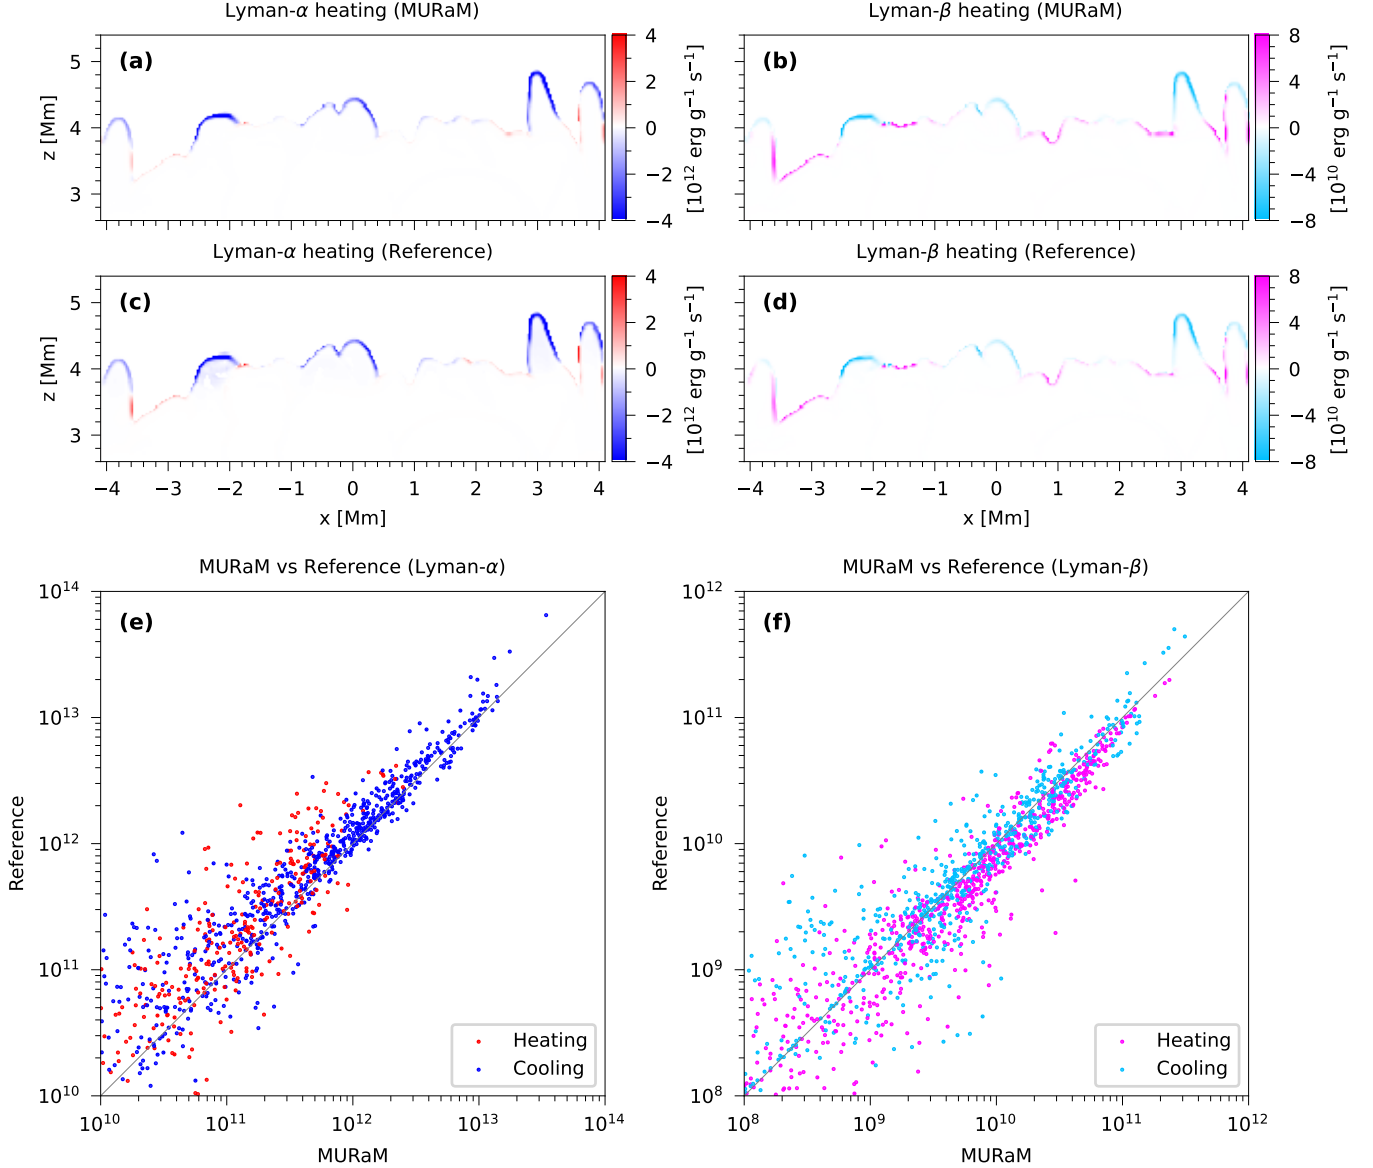 Lyman-α heating (MURaM)
Lyman-β heating (MURaM)
(a)
5
4
3
z [Mm]
4
2
0
−2
−4
[10¹² erg g⁻¹ s⁻¹]
(b)
8
4
0
−4
−8
[10¹⁰ erg g⁻¹ s⁻¹]
Lyman-α heating (Reference)
Lyman-β heating (Reference)
(c)
5
4
3
z [Mm]
−4 −3 −2 −1 0 1 2 3 4
x [Mm]
4
2
0
−2
−4
[10¹² erg g⁻¹ s⁻¹]
(d)
−4 −3 −2 −1 0 1 2 3 4
x [Mm]
8
4
0
−4
−8
[10¹⁰ erg g⁻¹ s⁻¹]
MURaM vs Reference (Lyman-α)
(e)
10¹⁴
10¹³
10¹²
10¹¹
10¹⁰
Reference
Heating
Cooling
10¹⁰ 10¹¹ 10¹² 10¹³ 10¹⁴
MURaM
MURaM vs Reference (Lyman-β)
(f)
10¹²
10¹¹
10¹⁰
10⁹
10⁸
Reference
Heating
Cooling
10⁸ 10⁹ 10¹⁰ 10¹¹ 10¹²
MURaM